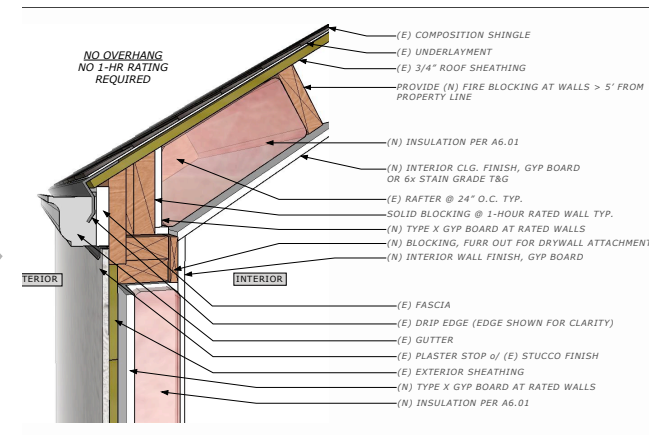 NO OVERHANG
NO 1-HR RATING
REQUIRED
(E) COMPOSITION SHINGLE
(E) UNDERLAYMENT
(E) 3/4" ROOF SHEATHING
PROVIDE (N) FIRE BLOCKING AT WALLS > 5' FROM
PROPERTY LINE
(N) INSULATION PER A6.01
(N) INTERIOR CLG. FINISH, GYP BOARD
OR 6x STAIN GRADE T&G
(E) RAFTER @ 24" O.C. TYP.
SOLID BLOCKING @ 1-HOUR RATED WALL TYP.
(N) TYPE X GYP BOARD AT RATED WALLS
(N) BLOCKING, FURR OUT FOR DRYWALL ATTACHMENT
(N) INTERIOR WALL FINISH, GYP BOARD
TERIOR
INTERIOR
(E) FASCIA
(E) DRIP EDGE (EDGE SHOWN FOR CLARITY)
(E) GUTTER
(E) PLASTER STOP o/ (E) STUCCO FINISH
(E) EXTERIOR SHEATHING
(N) TYPE X GYP BOARD AT RATED WALLS
(N) INSULATION PER A6.01